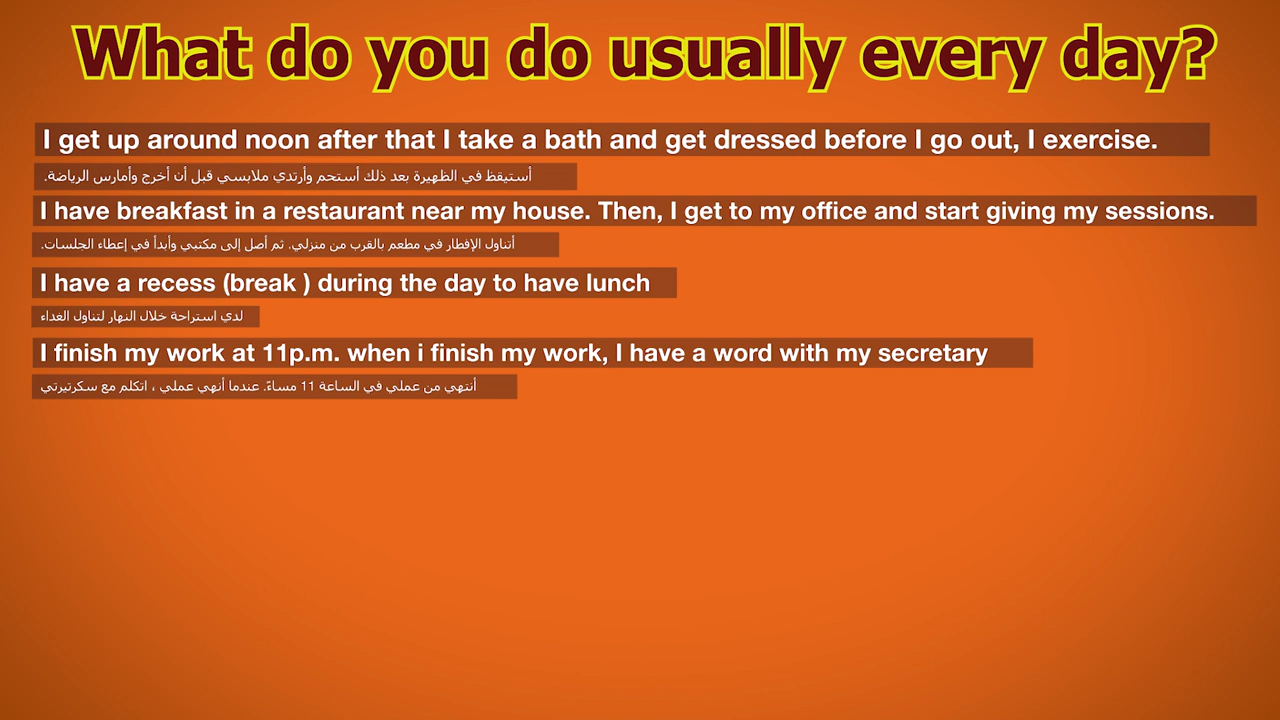 What do you do usually every day?
I get up around noon after that I take a bath and get dressed before I go out, I exercise.
أستيقظ في الظهيرة بعد ذلك أستحم وأرتدي ملابسي قبل أن أخرج وأمارس الرياضة.
I have breakfast in a restaurant near my house. Then, I get to my office and start giving my sessions.
أتناول الإفطار في مطعم بالقرب من منزلي. ثم أصل إلى مكتبي وأبدأ في إعطاء الجلسات.
I have a recess (break ) during the day to have lunch
لدي استراحة خلال النهار لتناول الغداء
I finish my work at 11p.m. when i finish my work, I have a word with my secretary
أنتهي من عملي في الساعة 11 مساءً. عندما أنهي عملي ، اتكلم مع سكرتيرتي